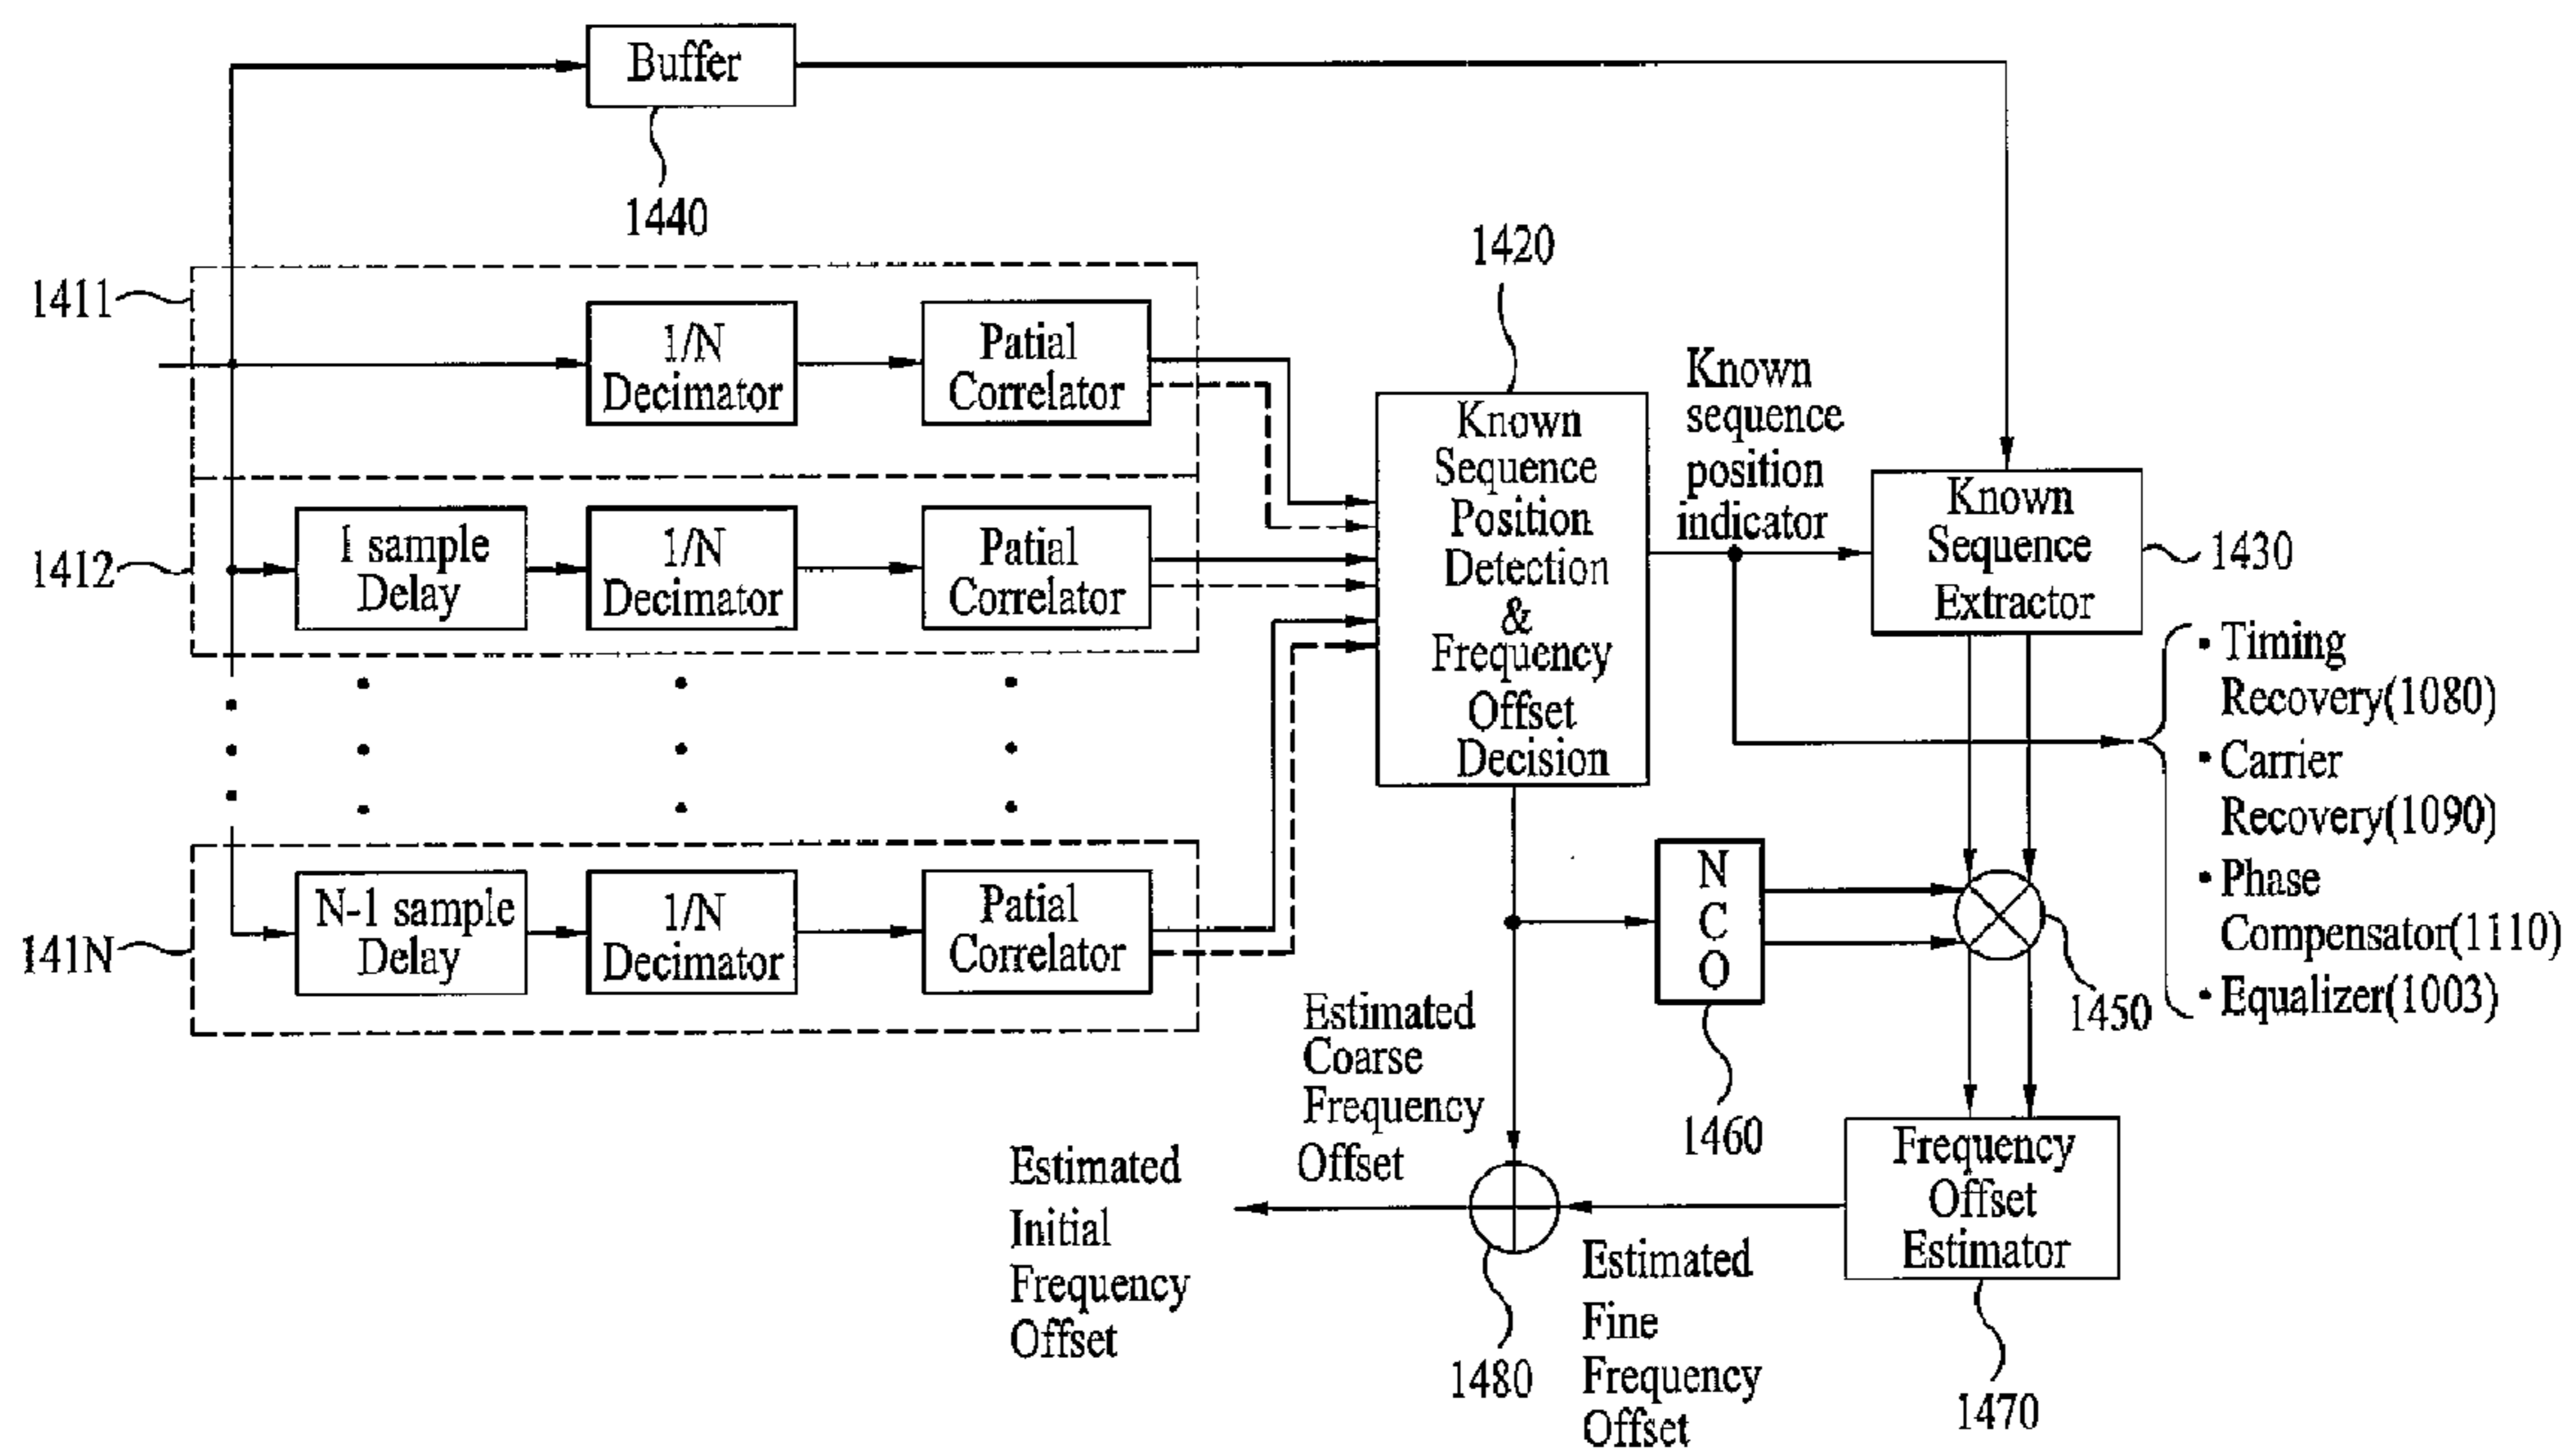 Buffer
1440
1411
1/N
Decimator
Patial
Correlator
1420
Known
Sequence
Position
Detection
&
Frequency
Offset
Decision
Known
sequence
position
indicator
Known
Sequence
Extractor
1430
1412
1 sample
Delay
1/N
Decimator
Patial
Correlator
• Timing
Recovery(1080)
• Carrier
Recovery(1090)
• Phase
Compensator(1110)
• Equalizer(1003)
141N
N-1 sample
Delay
1/N
Decimator
Patial
Correlator
N
C
O
1450
1460
Estimated
Coarse
Frequency
Offset
Estimated
Initial
Frequency
Offset
Frequency
Offset
Estimator
1480
Estimated
Fine
Frequency
Offset
1470